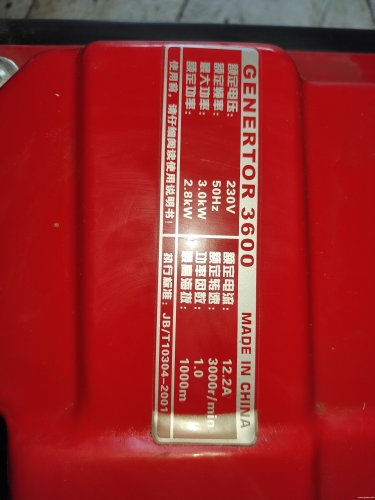 GENERTOR 3600 MADE IN CHINA
额定电压: 230V 额定电流: 12.2A
额定频率: 50Hz 额定转速: 3000r/min
最大功率: 3.0kW 功率因数: 1.0
额定功率: 2.8kW 最高海拔: 1000m
使用前，请仔细阅读使用说明书! 执行标准: JB/T10304-2001